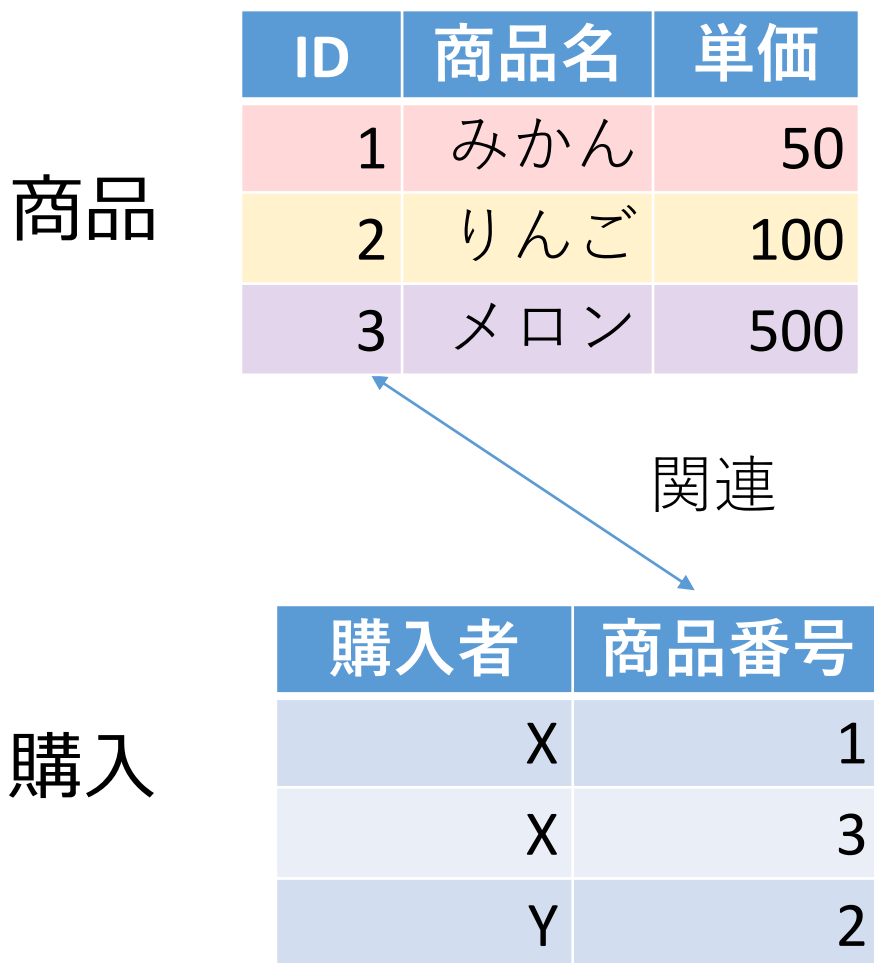 商品
ID 商品名 単価
1 みかん 50
2 りんご 100
3 メロン 500
関連
購入
購入者 商品番号
X 1
X 3
Y 2